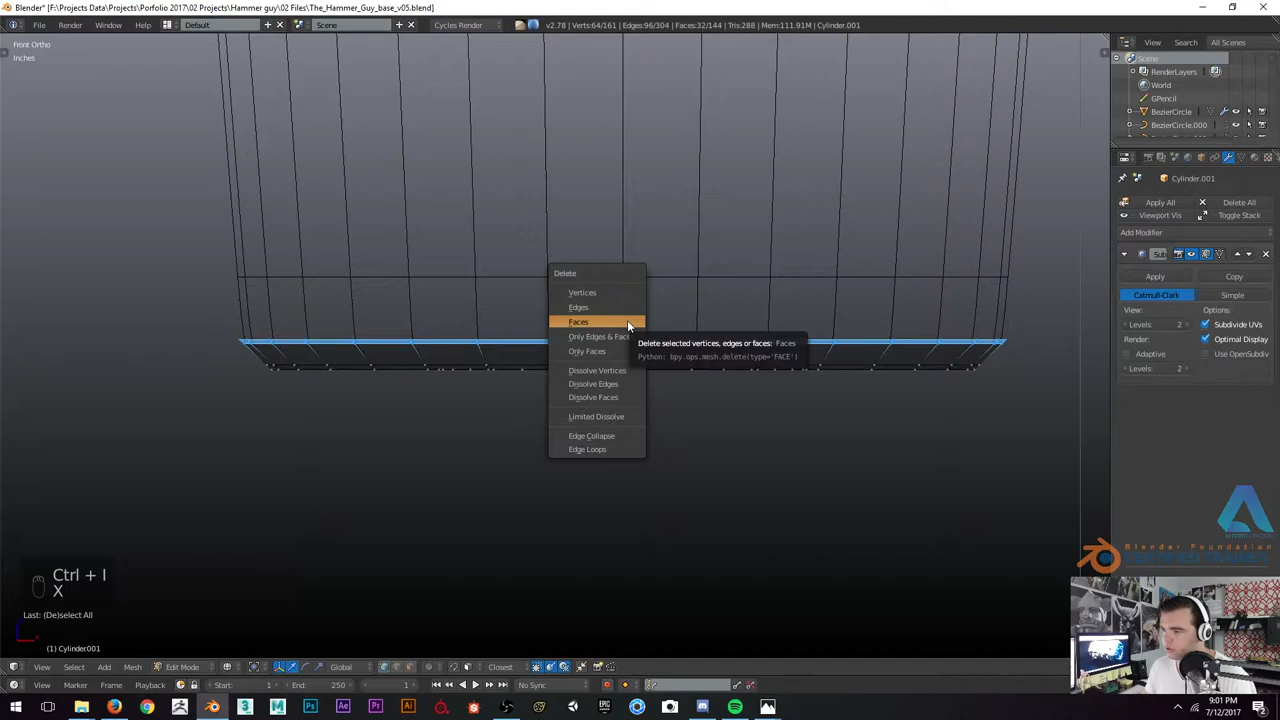 Blender* [F:\Projects Data\Projects\Porfolio 2017\02 Projects\Hammer guy\02 Files\The_Hammer_Guy_base_v05.blend]
File Render Window Help Default Scene Cycles Render v2.78 | Verts:64/161 | Edges:96/304 | Faces:32/144 | Tris:288 | Mem:111.91M | Cylinder.001
View Search All Scenes
Front Ortho
Inches
Scene
RenderLayers
World
GPencil
BezierCircle
BezierCircle.000
Cylinder.001
Apply All Delete All
Viewport Vis Toggle Stack
Add Modifier
Sub
Apply Copy
Catmull-Clark Simple
View: Options:
Levels: 2 Subdivide UVs
Adaptive Optimal Display
Levels: 2 Use OpenSubdiv
Delete
Vertices
Edges
Faces
Only Edges & Face
Only Faces
Dissolve Vertices
Dissolve Edges
Dissolve Faces
Limited Dissolve
Edge Collapse
Edge Loops
Delete selected vertices, edges or faces: Faces
Python: bpy.ops.mesh.delete(type='FACE')
Blender Foundation
Ctrl + I
X
Last: (De)select All
(1) Cylinder.001
View Select Add Mesh Edit Mode Global Closest
View Marker Frame Playback Start: 1 End: 250 1 No Sync
9:01 PM
7/12/2017